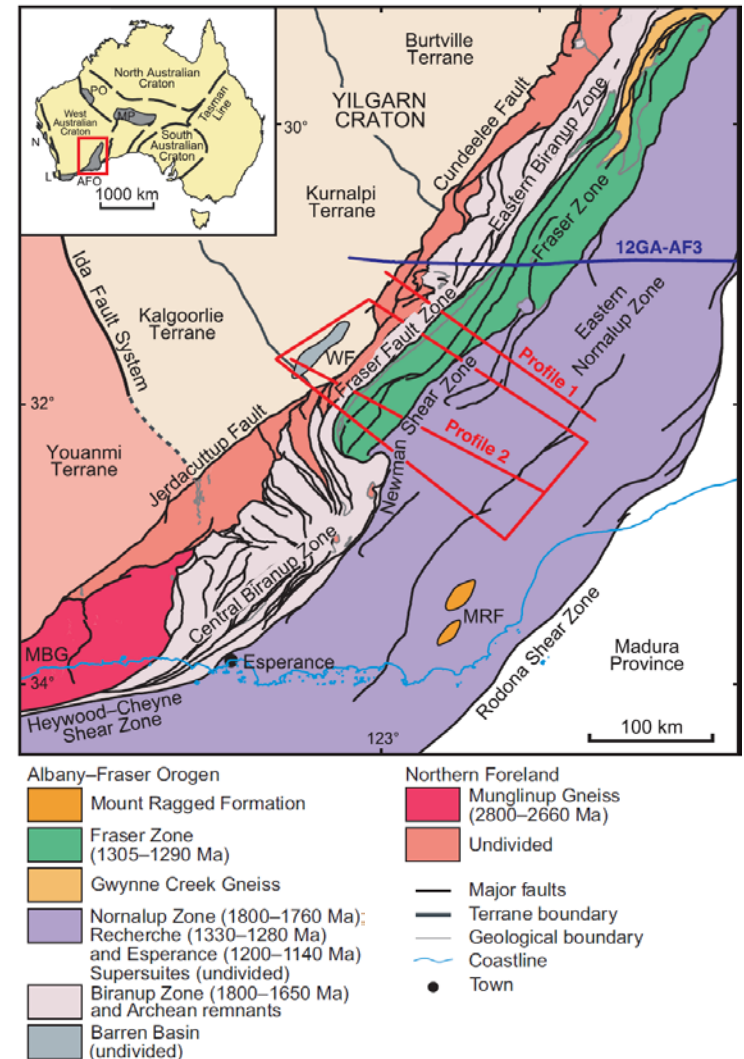 North Australian
Craton
PO
MP
West
Australian
Craton
Tasman
Line
South
Australian
Craton
N
L
AFO
1000 km
Burtville
Terrane
YILGARN
CRATON
30°
Cundeelee Fault
Eastern Biranup Zone
Kurnalpi
Terrane
Fraser Zone
12GA-AF3
Ida Fault
System
Kalgoorlie
Terrane
WF
Fraser Fault Zone
Eastern
Nornalup Zone
Profile 1
32°
Newman Shear Zone
Profile 2
Youanmi
Terrane
Jerdacuttup Fault
Central Biranup Zone
MRF
Rodona Shear Zone
Madura
Province
MBG
Esperance
34°
Heywood–Cheyne
Shear Zone
123°
100 km
Albany–Fraser Orogen
Mount Ragged Formation
Fraser Zone
(1305–1290 Ma)
Gwynne Creek Gneiss
Nornalup Zone (1800–1760 Ma);
Recherche (1330–1280 Ma)
and Esperance (1200–1140 Ma)
Supersuites (undivided)
Biranup Zone (1800–1650 Ma)
and Archean remnants
Barren Basin
(undivided)
Northern Foreland
Munglinup Gneiss
(2800–2660 Ma)
Undivided
Major faults
Terrane boundary
Geological boundary
Coastline
Town